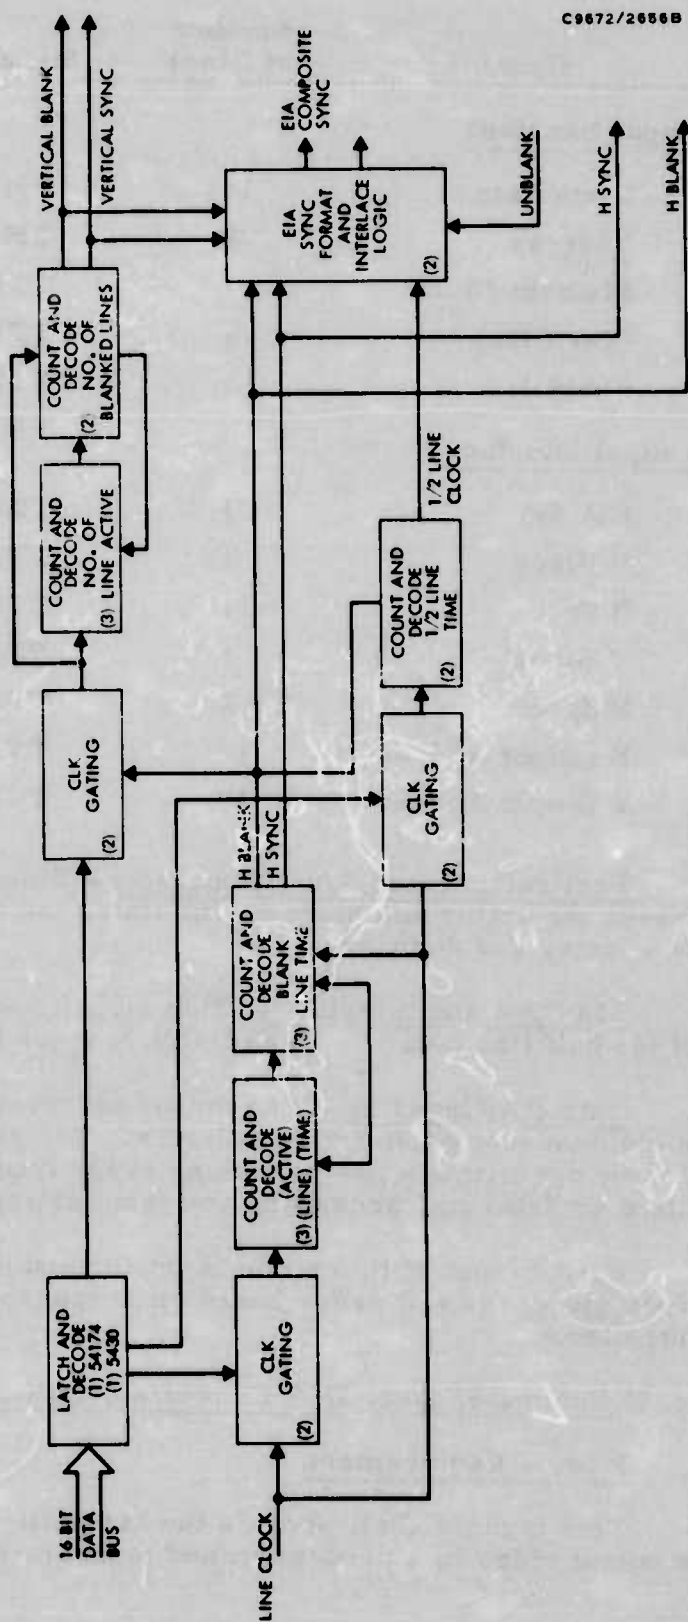 C9672/2656B
16 BIT
DATA
BUS
LATCH AND
DECODE
(1) 54174
(1) 5430
CLK
GATING
(2)
COUNT AND
DECODE
NO. OF
(3) LINE ACTIVE
COUNT AND
DECODE
NO. OF
BLANKED LINES
(2)
VERTICAL BLANK
VERTICAL SYNC
LINE CLOCK
CLK
GATING
(2)
COUNT AND
DECODE
(ACTIVE)
(3) (LINE) (TIME)
COUNT AND
DECODE
BLANK
(3) LINE TIME
H BLANK
H SYNC
EIA
SYNC
FORMAT
AND
INTERLACE
LOGIC
(2)
EIA
COMPOSITE
SYNC
UNBLANK
CLK
GATING
(2)
COUNT AND
DECODE
1/2 LINE
TIME
(2)
1/2 LINE
CLOCK
H SYNC
H BLANK